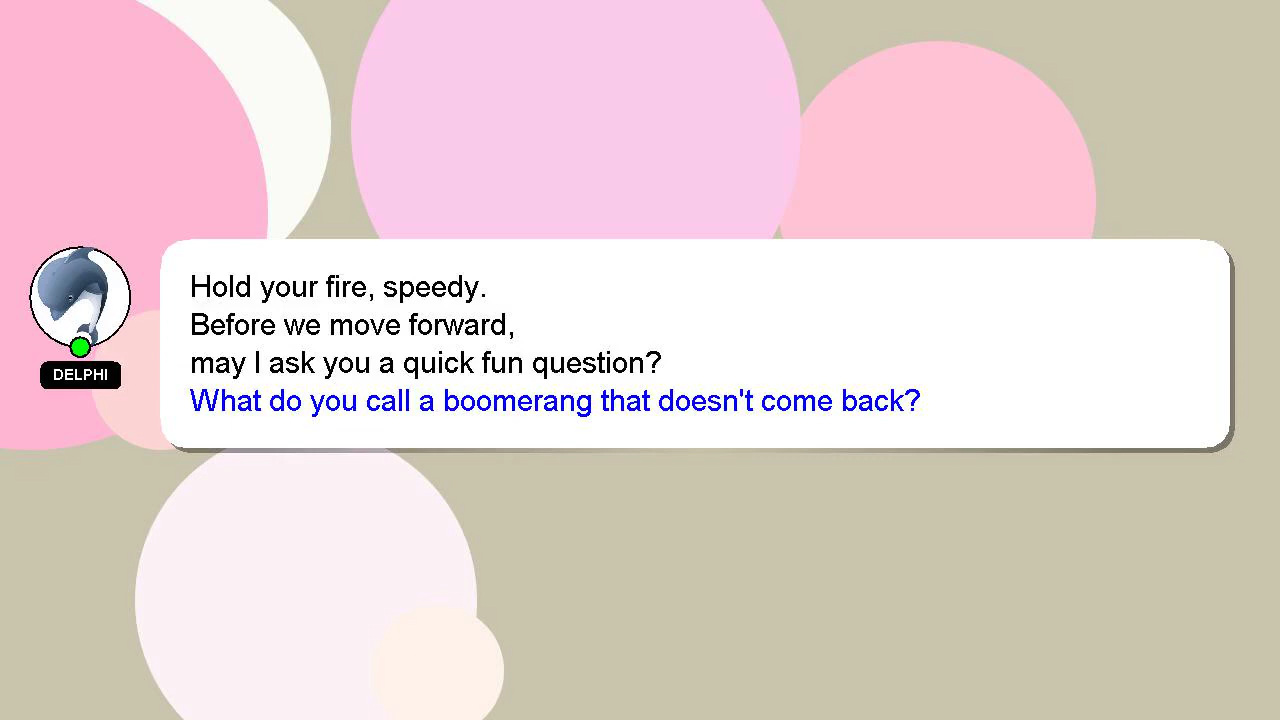 Hold your fire, speedy.
Before we move forward,
may I ask you a quick fun question?
What do you call a boomerang that doesn't come back?
DELPHI